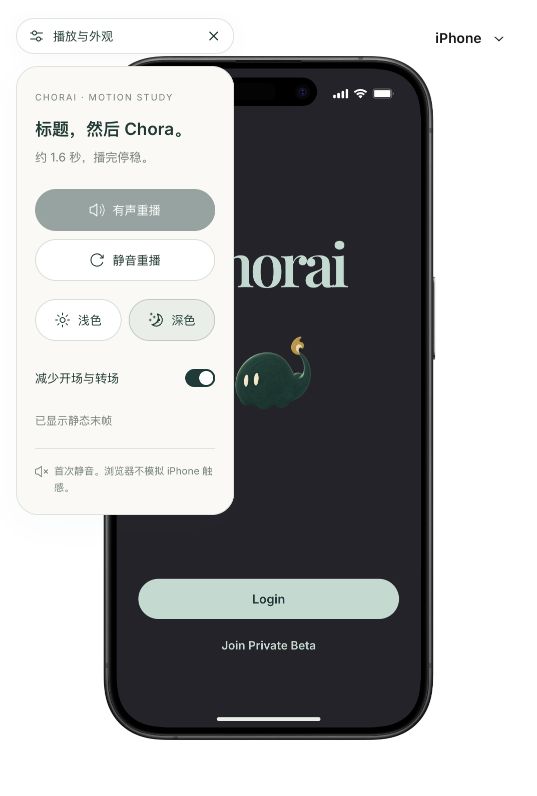 播放与外观
iPhone
CHORAI · MOTION STUDY
标题，然后 Chora。
约 1.6 秒，播完停稳。
有声重播
静音重播
浅色
深色
减少开场与转场
已显示静态末帧
首次静音。浏览器不模拟 iPhone 触
感。
horai
Login
Join Private Beta